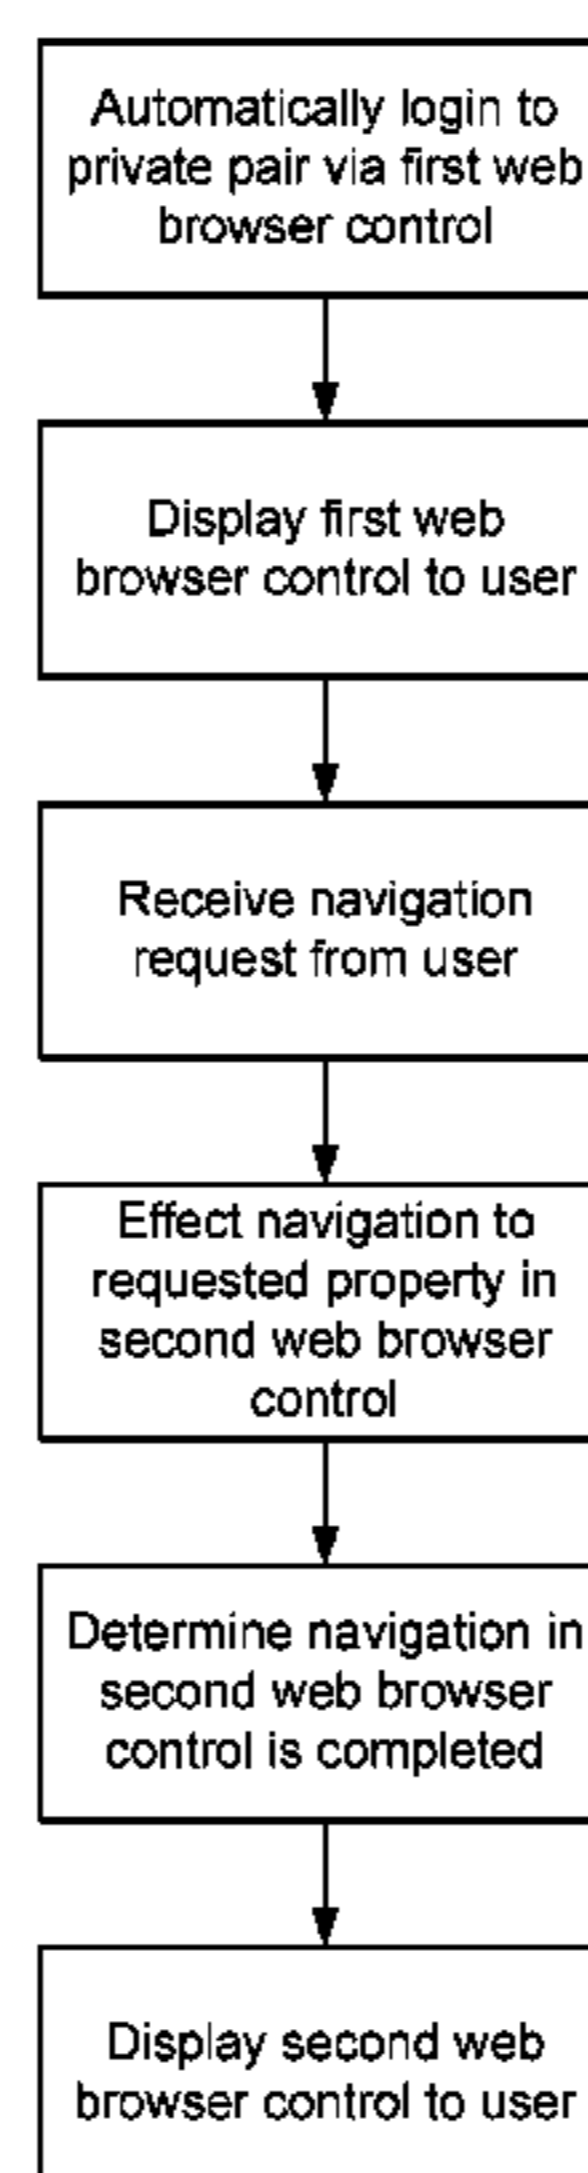 Automatically login to
private pair via first web
browser control
Display first web
browser control to user
Receive navigation
request from user
Effect navigation to
requested property in
second web browser
control
Determine navigation in
second web browser
control is completed
Display second web
browser control to user